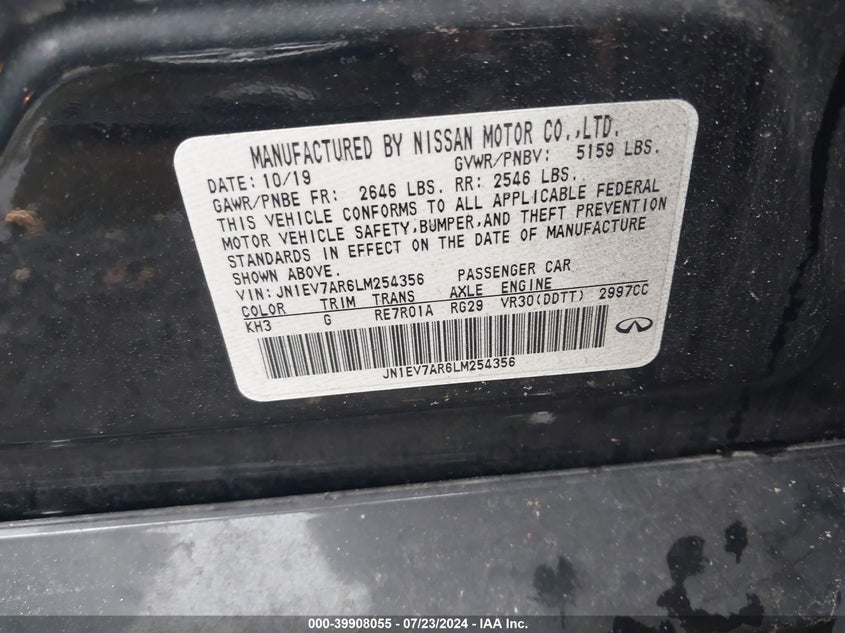 MANUFACTURED BY NISSAN MOTOR CO.,LTD.
DATE: 10/19 GVWR/PNBV: 5159 LBS.
GAWR/PNBE FR: 2646 LBS. RR: 2546 LBS.
THIS VEHICLE CONFORMS TO ALL APPLICABLE FEDERAL
MOTOR VEHICLE SAFETY,BUMPER,AND THEFT PREVENTION
STANDARDS IN EFFECT ON THE DATE OF MANUFACTURE
SHOWN ABOVE.
VIN: JN1EV7AR6LM254356 PASSENGER CAR
COLOR TRIM TRANS AXLE ENGINE
KH3 G RE7R01A RG29 VR30(DDTT) 2997CC
JN1EV7AR6LM254356
000-39908055 / 07/23/2024 - IAA Inc.